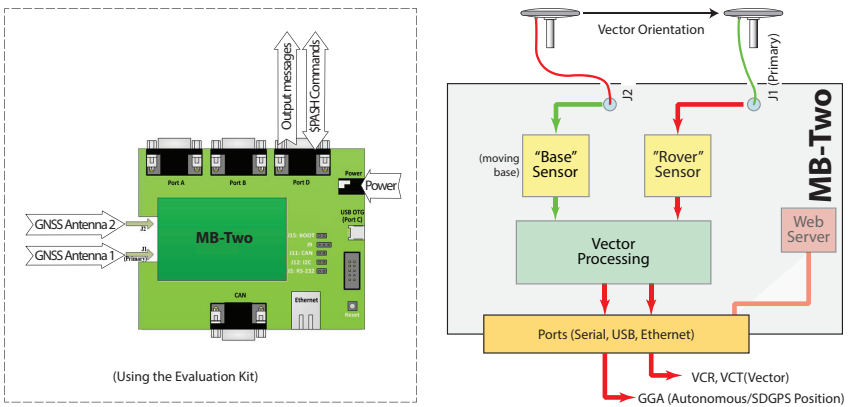 Output messages
$PASH Commands
Port A
Port B
Port D
Power
Power
USB OTG
(Port C)
GNSS Antenna 2
J2
GNSS Antenna 1
J1
(Primary)
MB-Two
J15: BOOT
J9
J11: CAN
J12: I2C
J5: RS-232
CAN
Ethernet
Reset
(Using the Evaluation Kit)
Vector Orientation
J2
J1 (Primary)
MB-Two
(moving
base)
"Base"
Sensor
"Rover"
Sensor
Web
Server
Vector
Processing
Ports (Serial, USB, Ethernet)
VCR, VCT(Vector)
GGA (Autonomous/SDGPS Position)